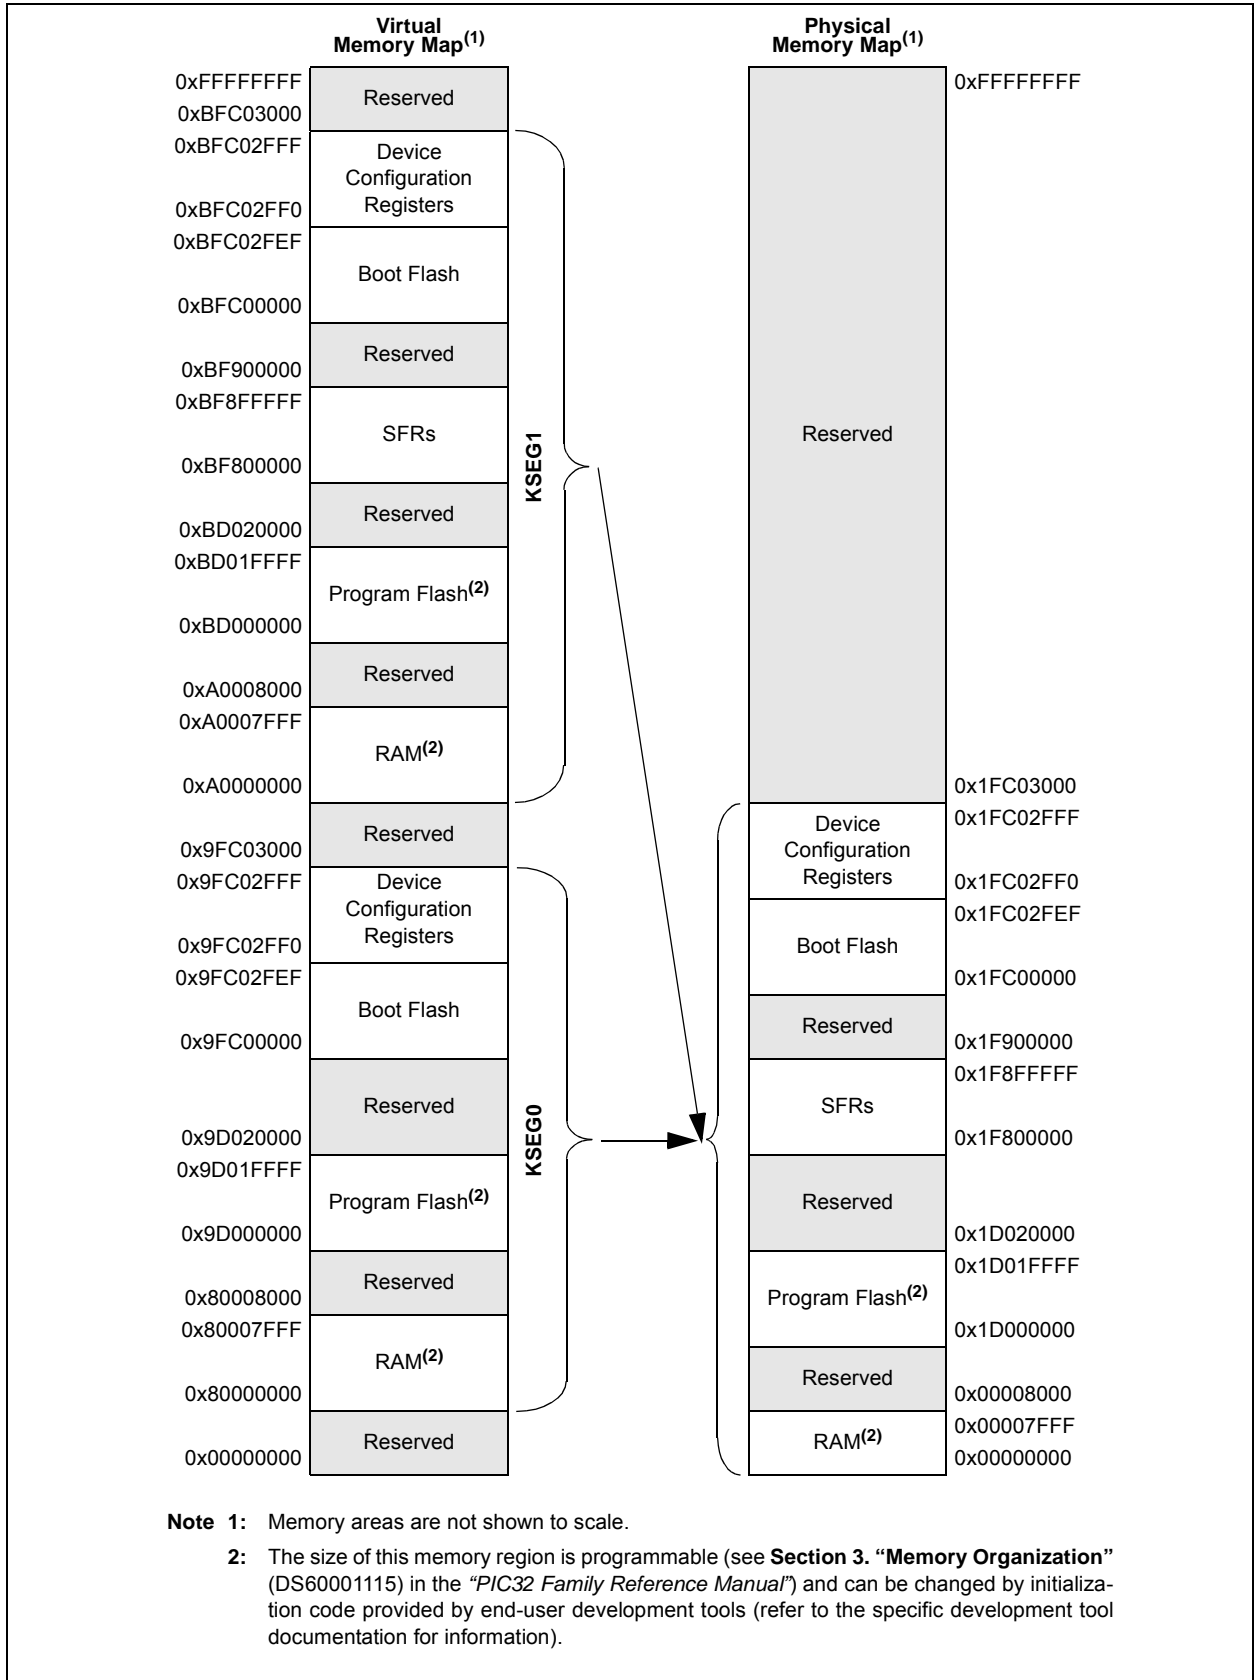 Virtual
Memory Map(1)
0xFFFFFFFF
Reserved
0xBFC03000
0xBFC02FFF
Device
Configuration
Registers
0xBFC02FF0
0xBFC02FEF
Boot Flash
0xBFC00000
Reserved
0xBF900000
0xBF8FFFFF
SFRs
0xBF800000
Reserved
0xBD020000
0xBD01FFFF
Program Flash(2)
0xBD000000
Reserved
0xA0008000
0xA0007FFF
RAM(2)
0xA0000000
KSEG1
Reserved
0x9FC03000
0x9FC02FFF
Device
Configuration
Registers
0x9FC02FF0
0x9FC02FEF
Boot Flash
0x9FC00000
Reserved
0x9D020000
0x9D01FFFF
Program Flash(2)
0x9D000000
Reserved
0x80008000
0x80007FFF
RAM(2)
0x80000000
KSEG0
Reserved
0x00000000
Physical
Memory Map(1)
0xFFFFFFFF
Reserved
0x1FC03000
0x1FC02FFF
Device
Configuration
Registers
0x1FC02FF0
0x1FC02FEF
Boot Flash
0x1FC00000
Reserved
0x1F900000
0x1F8FFFFF
SFRs
0x1F800000
Reserved
0x1D020000
0x1D01FFFF
Program Flash(2)
0x1D000000
Reserved
0x00008000
0x00007FFF
RAM(2)
0x00000000
Note 1: Memory areas are not shown to scale.
2: The size of this memory region is programmable (see Section 3. “Memory Organization”
(DS60001115) in the “PIC32 Family Reference Manual”) and can be changed by initializa-
tion code provided by end-user development tools (refer to the specific development tool
documentation for information).